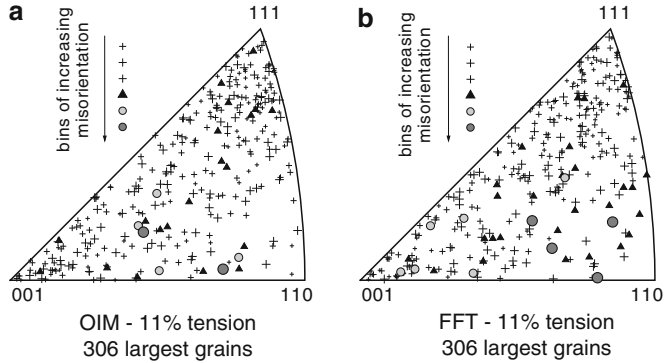 a
111
bins of increasing
misorientation
001
110
OIM - 11% tension
306 largest grains
b
111
bins of increasing
misorientation
001
110
FFT - 11% tension
306 largest grains